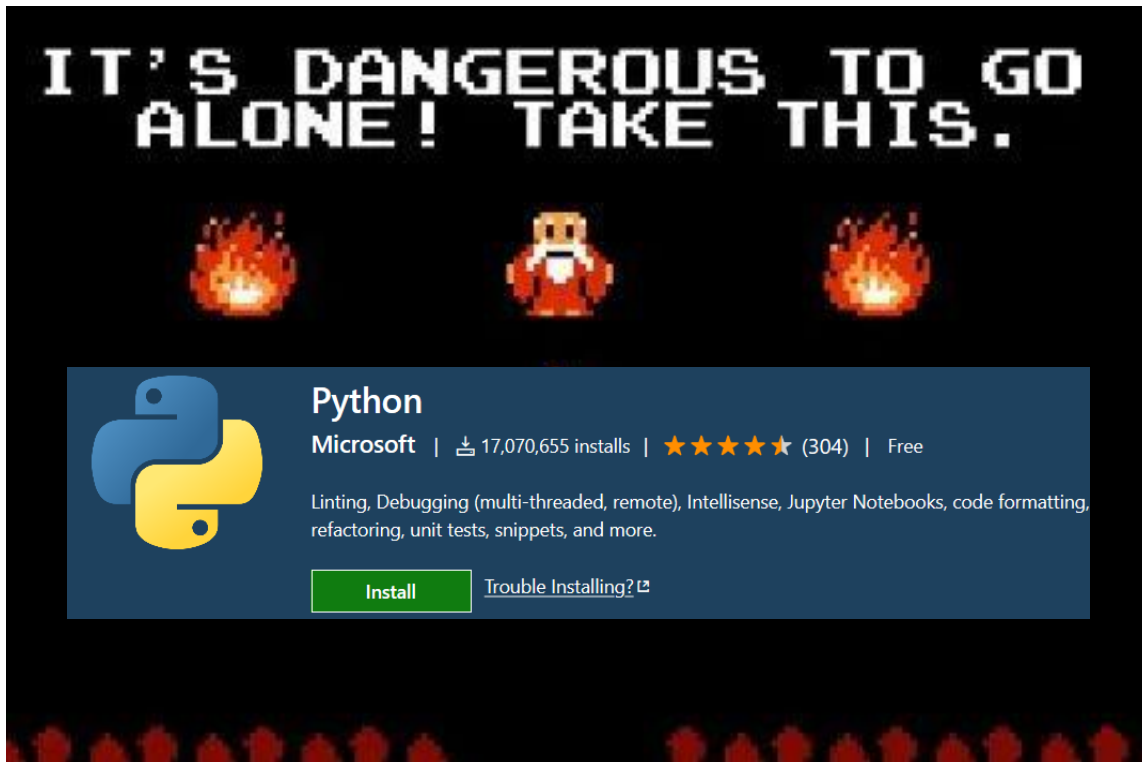 IT'S DANGEROUS TO GO
ALONE! TAKE THIS.
Python
Microsoft | 17,070,655 installs | (304) | Free
Linting, Debugging (multi-threaded, remote), Intellisense, Jupyter Notebooks, code formatting,
refactoring, unit tests, snippets, and more.
Install Trouble Installing?